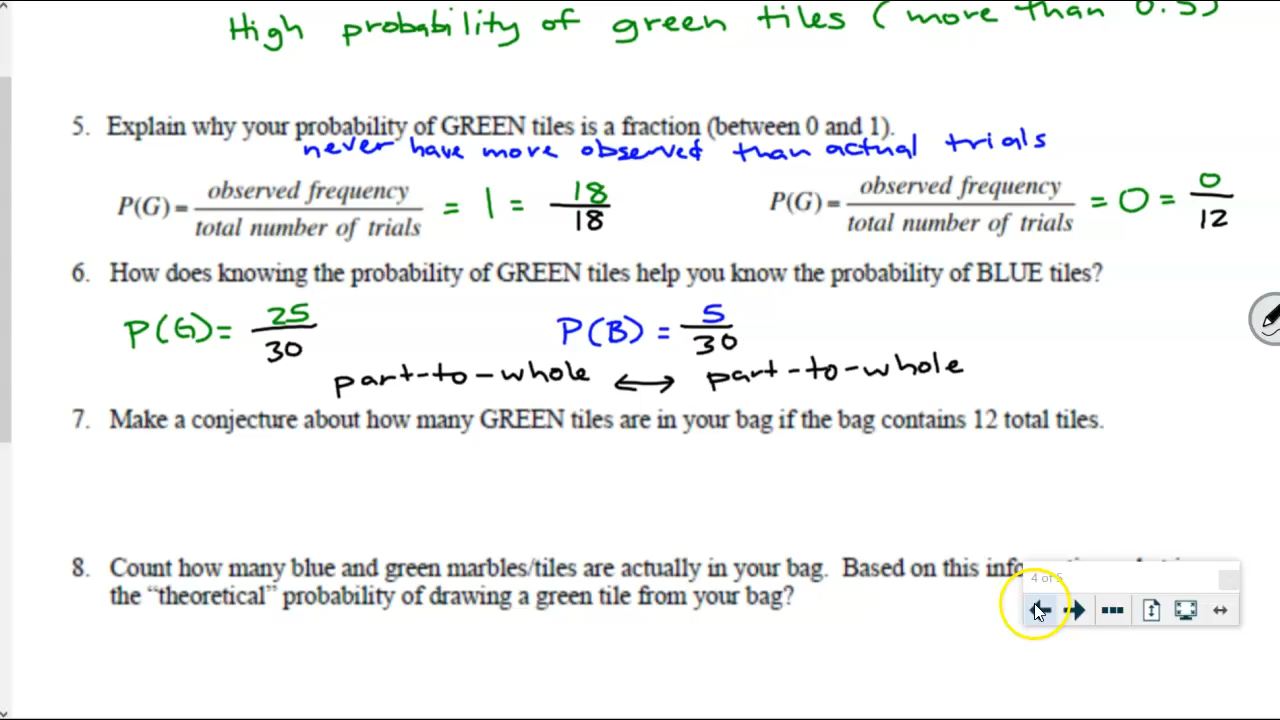 High probability of green tiles (more than 0.5)
5. Explain why your probability of GREEN tiles is a fraction (between 0 and 1).
never have more observed than actual trials
P(G) = observed frequency / total number of trials = 1 = 18/18
P(G) = observed frequency / total number of trials = 0 = 0/12
6. How does knowing the probability of GREEN tiles help you know the probability of BLUE tiles?
P(G) = 25/30
P(B) = 5/30
part-to-whole ↔ part-to-whole
7. Make a conjecture about how many GREEN tiles are in your bag if the bag contains 12 total tiles.
8. Count how many blue and green marbles/tiles are actually in your bag. Based on this
the “theoretical” probability of drawing a green tile from your bag?
4 of 5